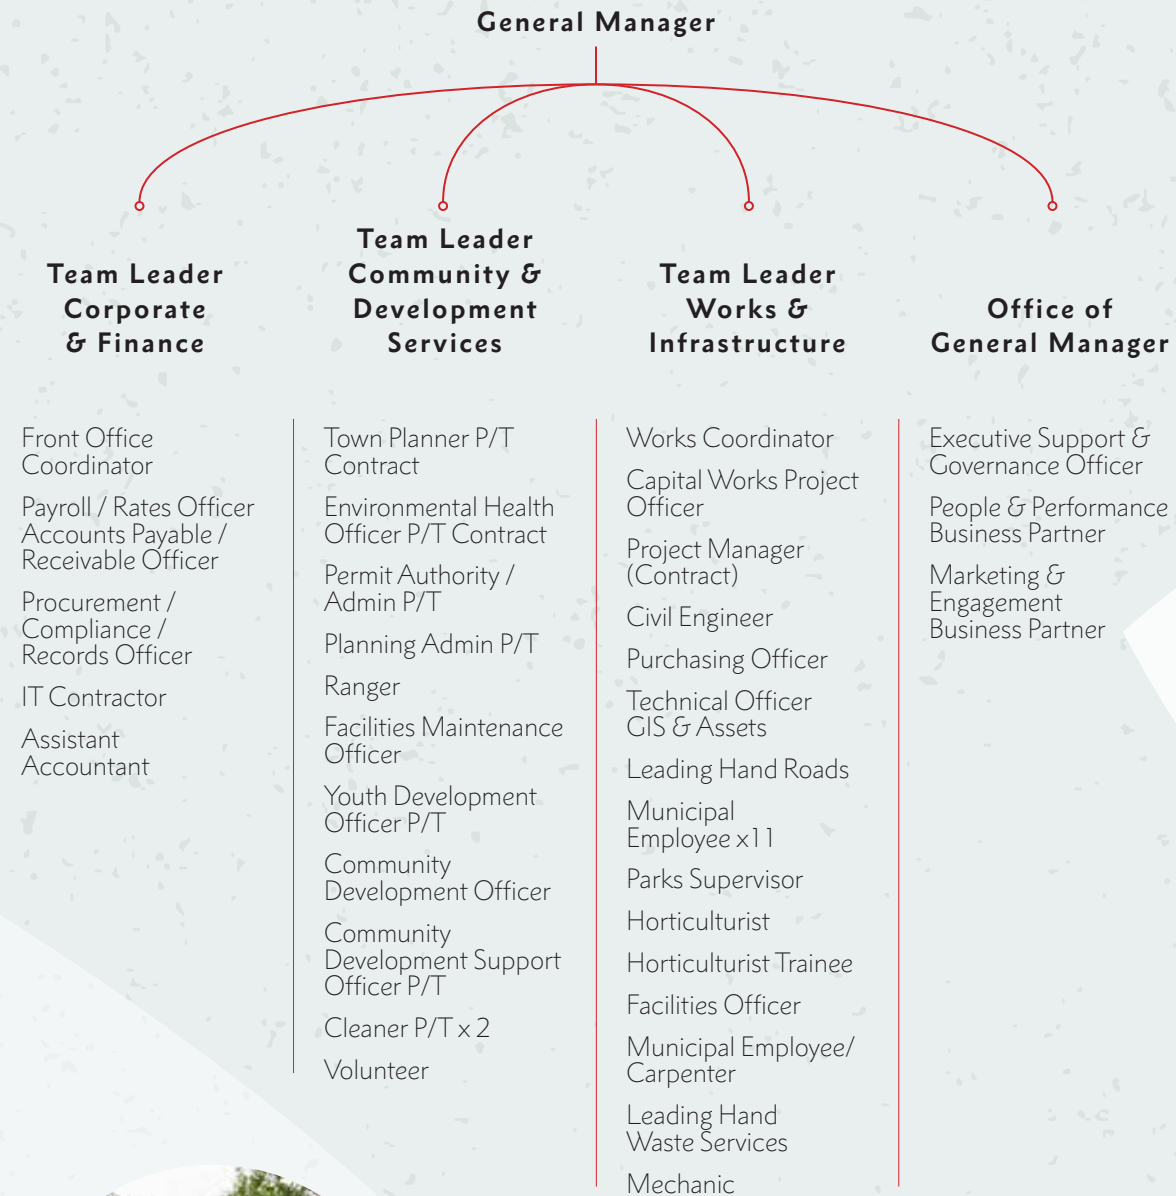 General Manager
Team Leader
Corporate
& Finance
Front Office
Coordinator
Payroll / Rates Officer
Accounts Payable /
Receivable Officer
Procurement /
Compliance /
Records Officer
IT Contractor
Assistant
Accountant
Team Leader
Community &
Development
Services
Town Planner P/T
Contract
Environmental Health
Officer P/T Contract
Permit Authority /
Admin P/T
Planning Admin P/T
Ranger
Facilities Maintenance
Officer
Youth Development
Officer P/T
Community
Development Officer
Community
Development Support
Officer P/T
Cleaner P/T x 2
Volunteer
Team Leader
Works &
Infrastructure
Works Coordinator
Capital Works Project
Officer
Project Manager
(Contract)
Civil Engineer
Purchasing Officer
Technical Officer
GIS & Assets
Leading Hand Roads
Municipal
Employee x11
Parks Supervisor
Horticulturist
Horticulturist Trainee
Facilities Officer
Municipal Employee/
Carpenter
Leading Hand
Waste Services
Mechanic
Office of
General Manager
Executive Support &
Governance Officer
People & Performance
Business Partner
Marketing &
Engagement
Business Partner